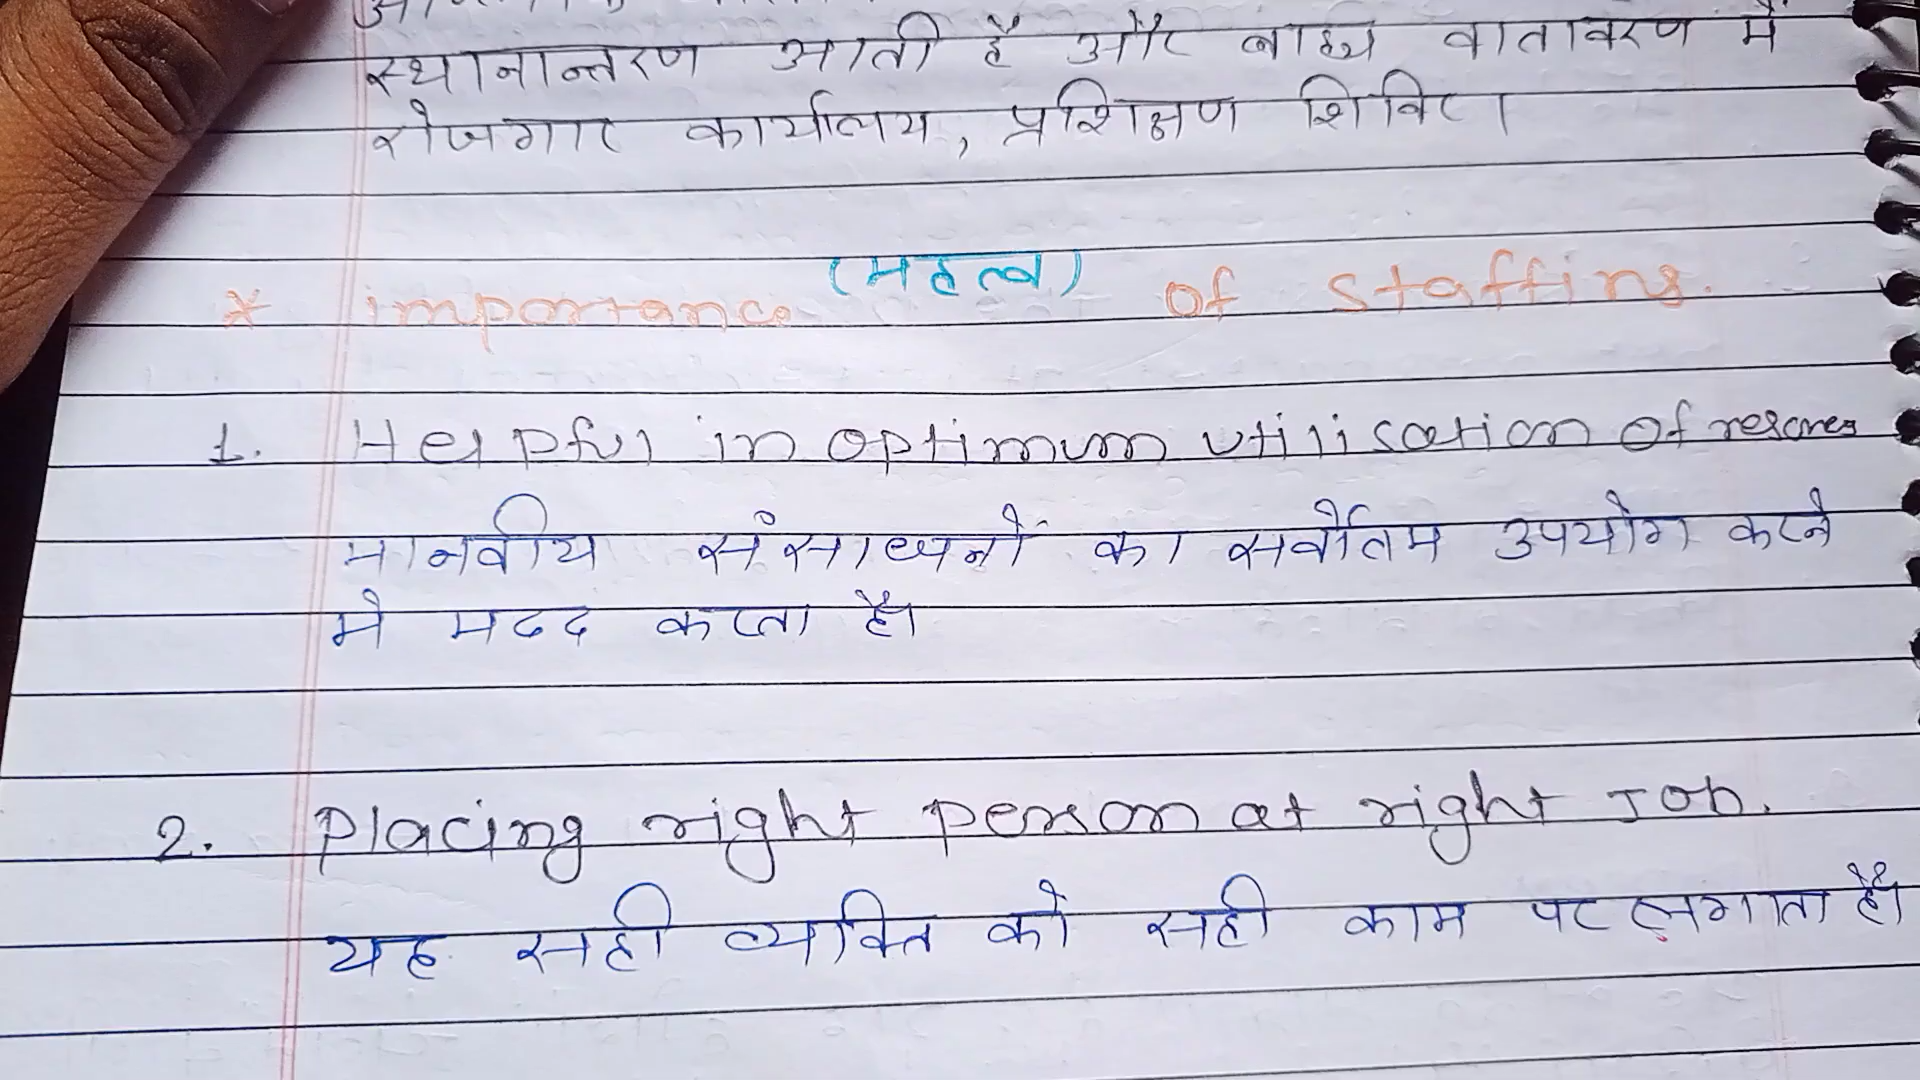 स्थानान्तरण आती है और बाह्य वातावरण में
रोजगार कार्यालय, प्रशिक्षण शिविर।
* importance (महत्व) of staffing.
1. Helpful in optimum utilisation of resores
मानवीय संसाधनों का सर्वोतम उपयोग करने
मे मदद करता है।
2. Placing right person at right Job.
यह सही व्यक्ति को सही काम पर लगाता है।